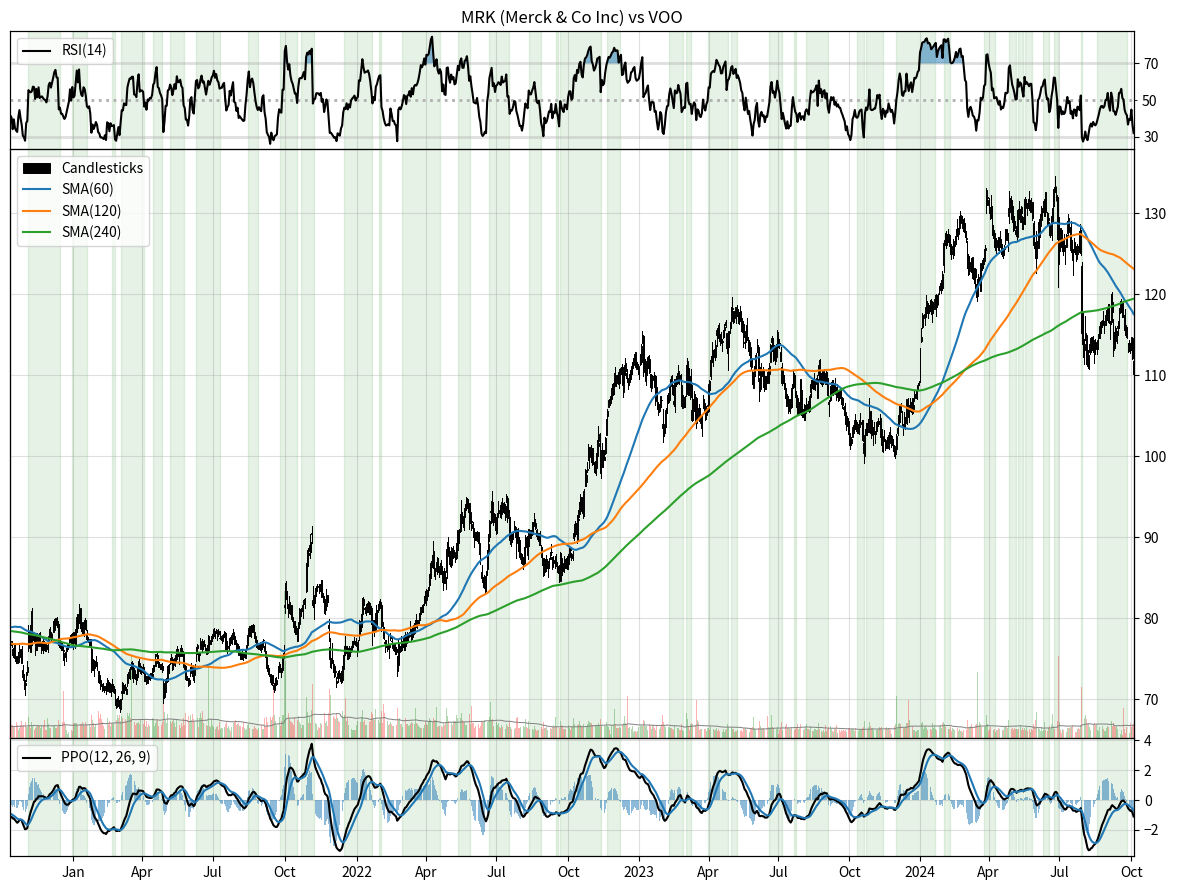 MRK (Merck & Co Inc) vs VOO
RSI(14)
70
50
30
Candlesticks
SMA(60)
SMA(120)
SMA(240)
130
120
110
100
90
80
70
PPO(12, 26, 9)
4
2
0
−2
Jan Apr Jul Oct 2022 Apr Jul Oct 2023 Apr Jul Oct 2024 Apr Jul Oct